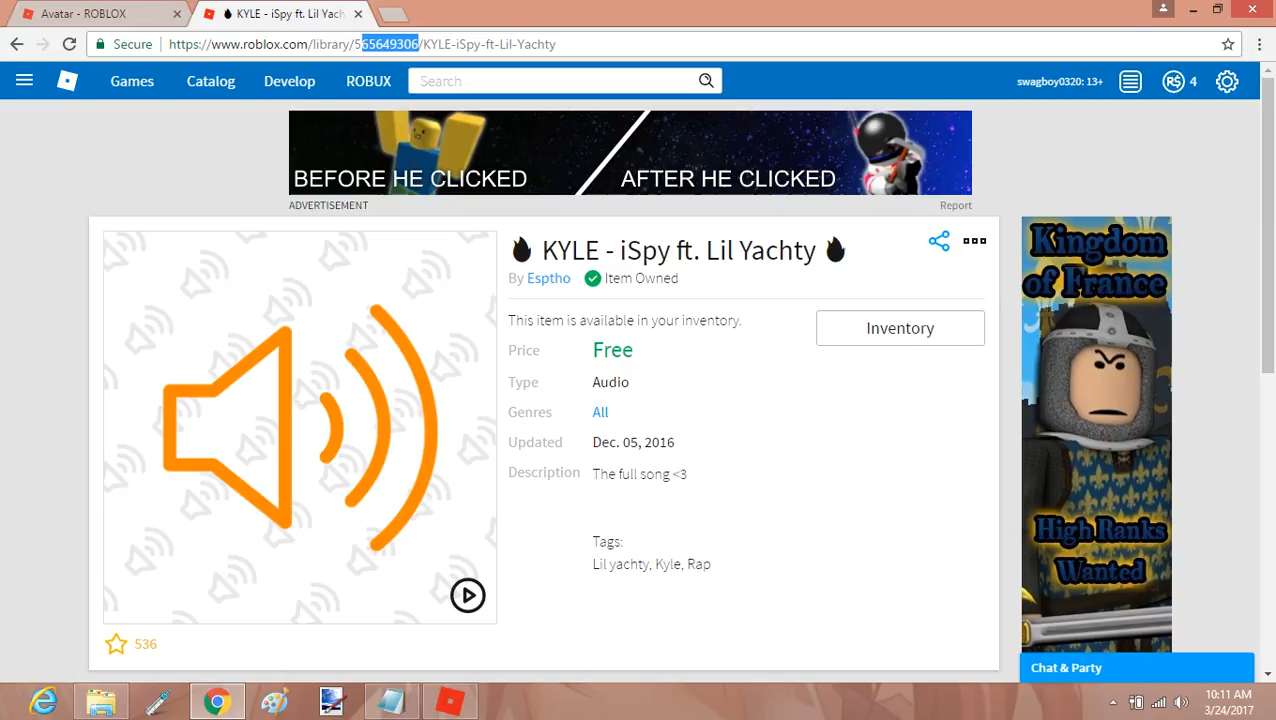 Avatar - ROBLOX
KYLE - iSpy ft. Lil Yach
Secure https://www.roblox.com/library/565649306/KYLE-iSpy-ft-Lil-Yachty
Games Catalog Develop ROBUX Search swagboy0320: 13+ R$ 4
BEFORE HE CLICKED AFTER HE CLICKED
ADVERTISEMENT Report
KYLE - iSpy ft. Lil Yachty
By Esptho Item Owned
This item is available in your inventory.
Inventory
Price Free
Type Audio
Genres All
Updated Dec. 05, 2016
Description The full song <3
Tags:
Lil yachty, Kyle, Rap
536
Kingdom
of France
High Ranks
Wanted
Chat & Party
10:11 AM
3/24/2017